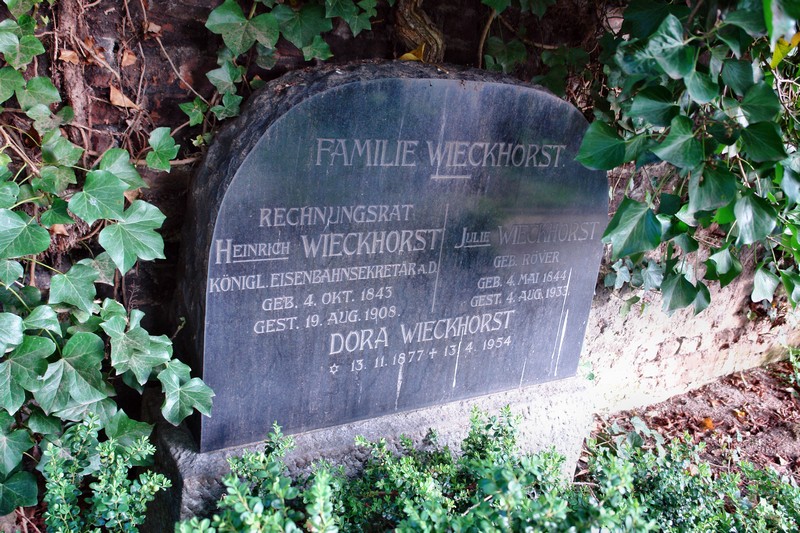 FAMILIE WIECKHORST.
RECHNUNGSRAT
HEINRICH WIECKHORST
KÖNIGL. EISENBAHNSEKRETÄR A.D.
GEB. 4. OKT. 1843
GEST. 19. AUG. 1908.
JULIE WIECKHORST
GEB. RÖVER
GEB. 4. MAI 1844
GEST. 4. AUG. 1933
DORA WIECKHORST
✡ 13. 11. 1877 + 13. 4. 1954